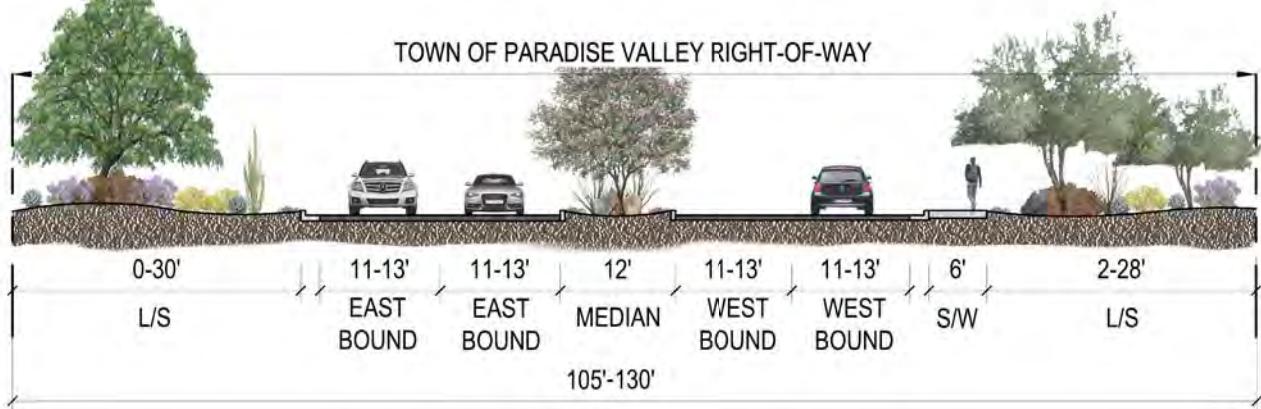 TOWN OF PARADISE VALLEY RIGHT-OF-WAY
0-30' 11-13' 11-13' 12' 11-13' 11-13' 6' 2-28'
L/S EAST BOUND EAST BOUND MEDIAN WEST BOUND WEST BOUND S/W L/S
105'-130'